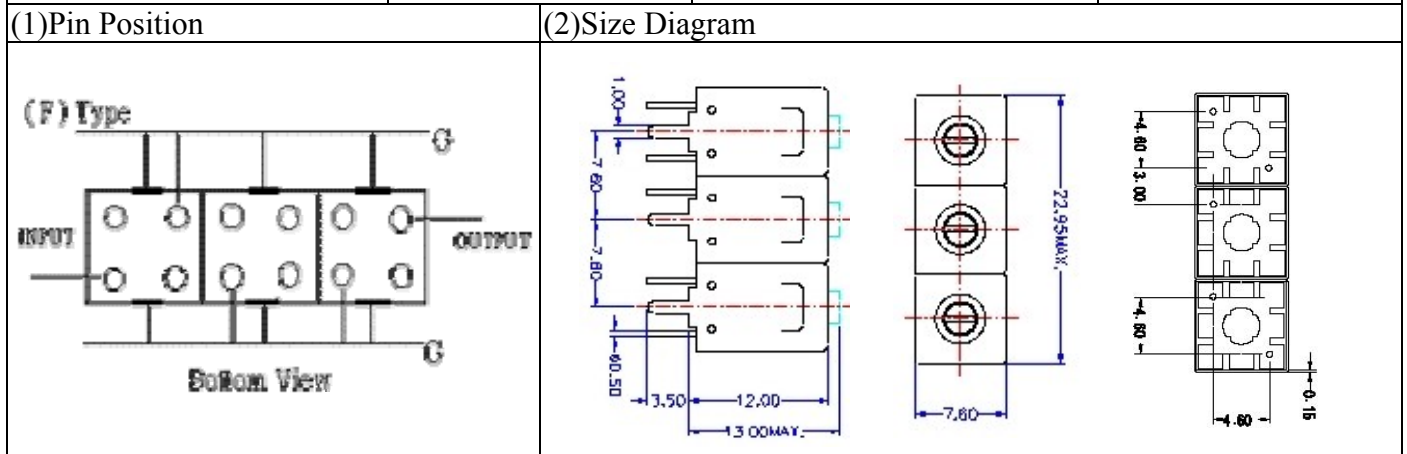 (1)Pin Position
(2)Size Diagram
(F) Type
G
INPUT
OUTPUT
G
Bottom View
1.00
7.60
7.60
Φ0.50
3.50
12.00
13.00MAX.
22.95MAX.
7.60
4.60
3.00
4.60
0.15
4.60